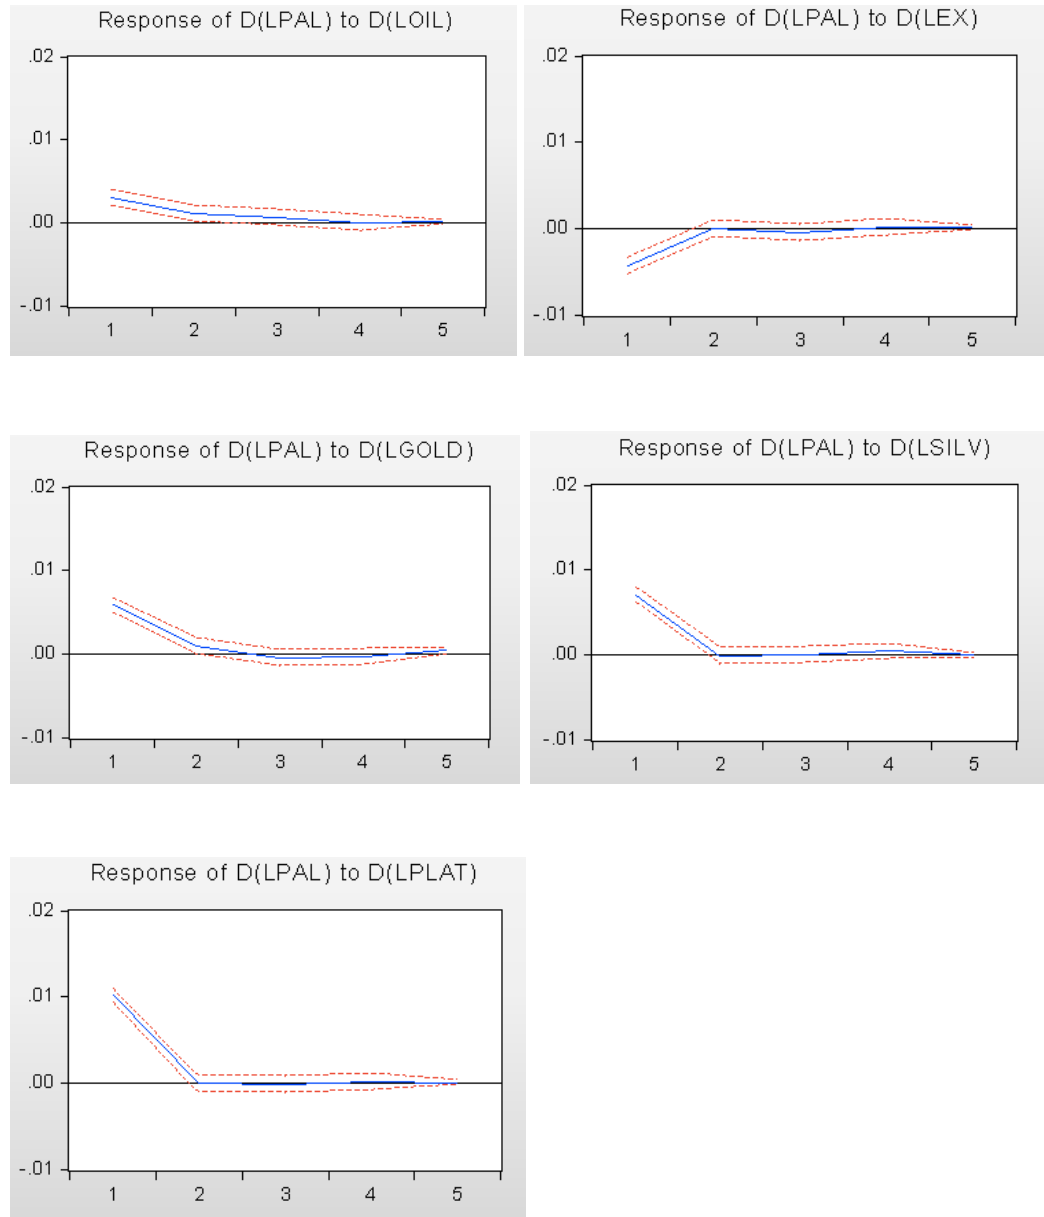 Response of D(LPAL) to D(LOIL)
.02
.01
.00
-.01
1 2 3 4 5
Response of D(LPAL) to D(LEX)
.02
.01
.00
-.01
1 2 3 4 5
Response of D(LPAL) to D(LGOLD)
.02
.01
.00
-.01
1 2 3 4 5
Response of D(LPAL) to D(LSILV)
.02
.01
.00
-.01
1 2 3 4 5
Response of D(LPAL) to D(LPLAT)
.02
.01
.00
-.01
1 2 3 4 5